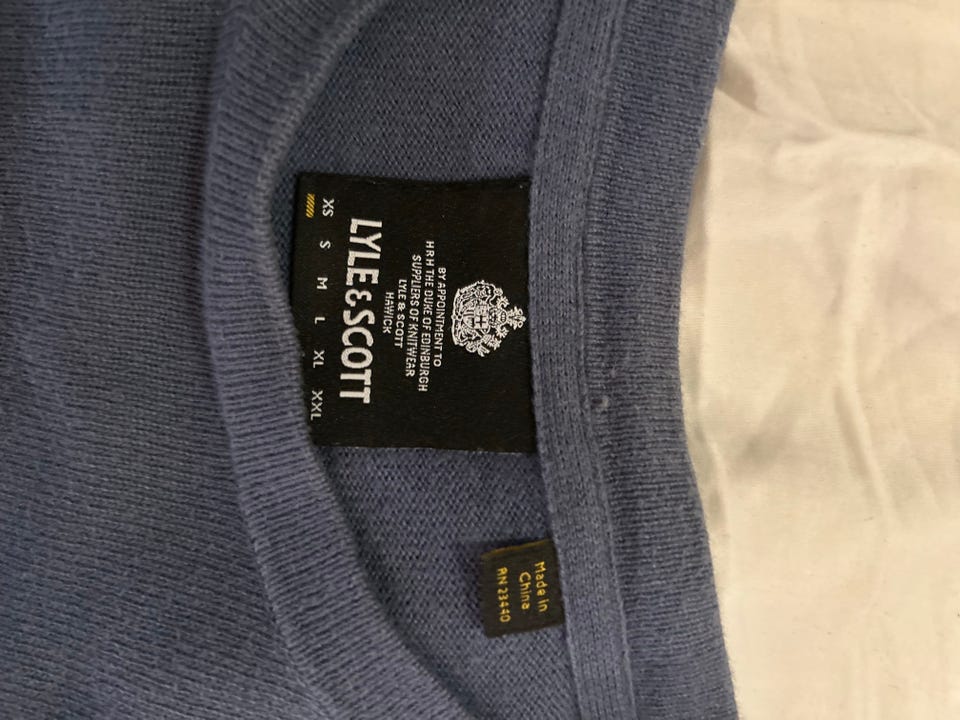 BY APPOINTMENT TO
HRH THE DUKE OF EDINBURGH
SUPPLIERS OF KNITWEAR
LYLE & SCOTT
HAWICK
LYLE & SCOTT
XS S M L XL XXL
Made in
China
RN 23440